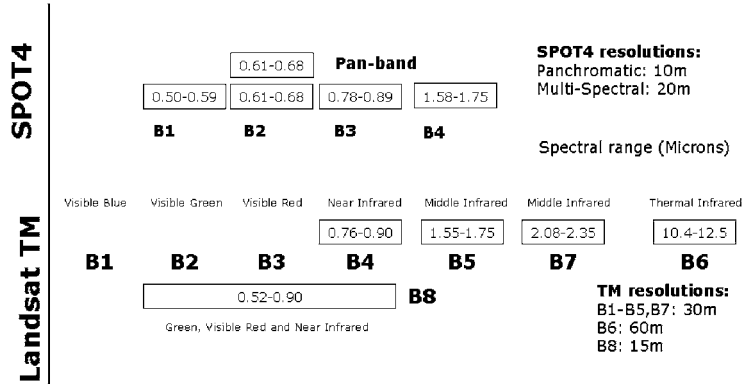 SPOT4
0.61-0.68 Pan-band
0.50-0.59 0.61-0.68 0.78-0.89 1.58-1.75
B1 B2 B3 B4
SPOT4 resolutions:
Panchromatic: 10m
Multi-Spectral: 20m
Spectral range (Microns)
Landsat TM
Visible Blue Visible Green Visible Red Near Infrared Middle Infrared Middle Infrared Thermal Infrared
0.76-0.90 1.55-1.75 2.08-2.35 10.4-12.5
B1 B2 B3 B4 B5 B7 B6
0.52-0.90 B8
Green, Visible Red and Near Infrared
TM resolutions:
B1-B5,B7: 30m
B6: 60m
B8: 15m